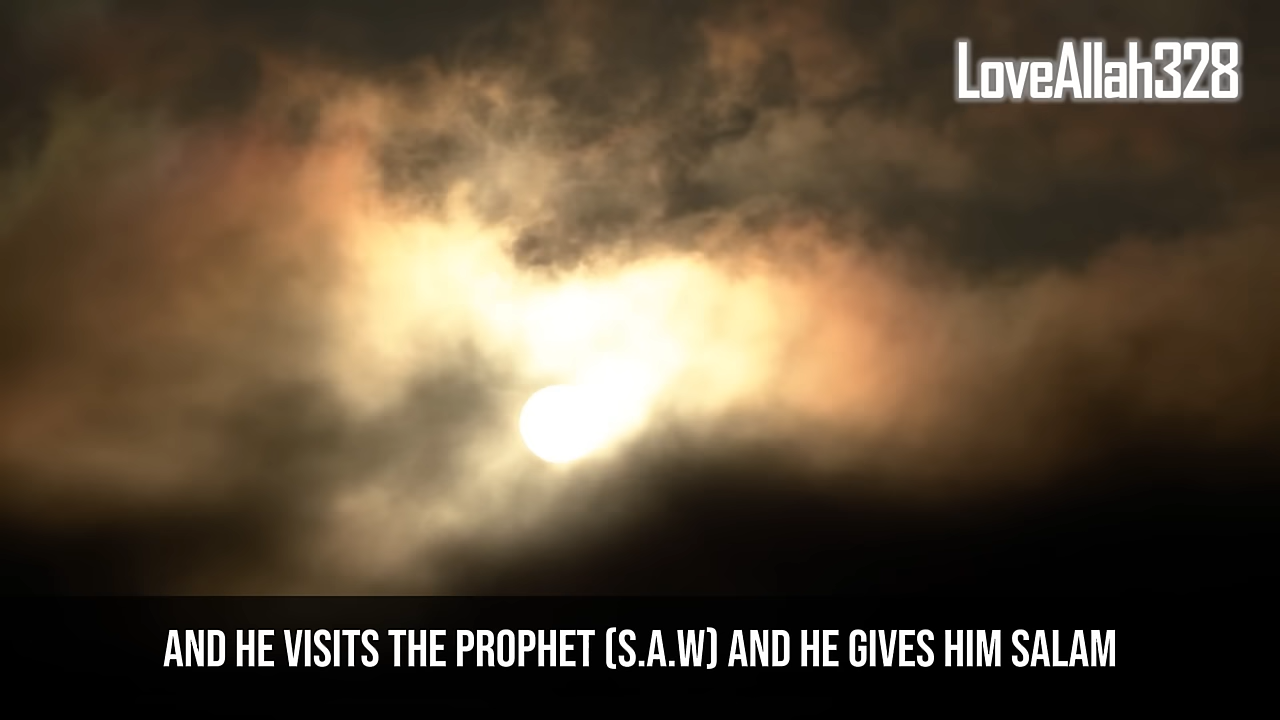 LoveAllah328
AND HE VISITS THE PROPHET (S.A.W) AND HE GIVES HIM SALAM